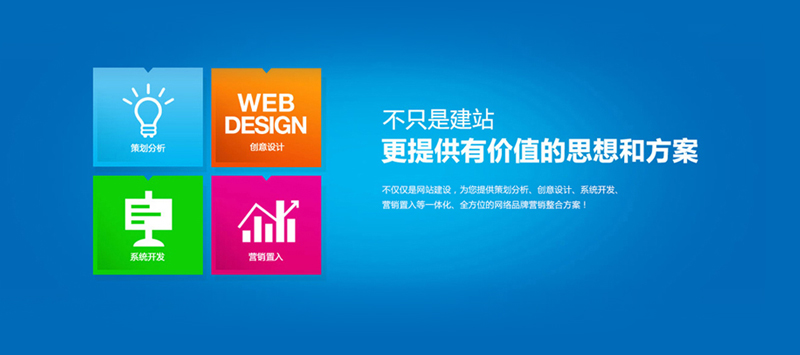 策划分析
WEB
DESIGN
创意设计
系统开发
营销置入
不只是建站
更提供有价值的思想和方案
不仅仅是网站建设，为您提供策划分析、创意设计、系统开发、
营销置入等一体化、全方位的网络品牌营销整合方案！